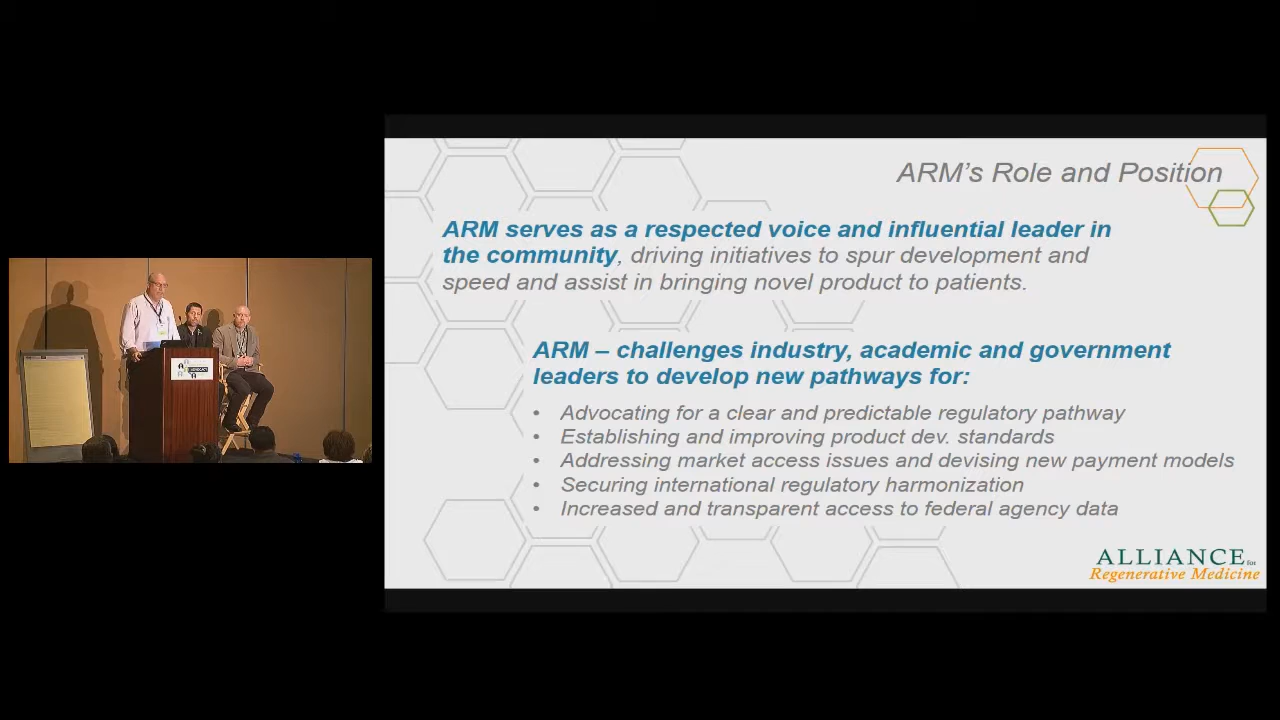 ARM's Role and Position
ARM serves as a respected voice and influential leader in
the community, driving initiatives to spur development and
speed and assist in bringing novel product to patients.
ARM – challenges industry, academic and government
leaders to develop new pathways for:
• Advocating for a clear and predictable regulatory pathway
• Establishing and improving product dev. standards
• Addressing market access issues and devising new payment models
• Securing international regulatory harmonization
• Increased and transparent access to federal agency data
ALLIANCE for
Regenerative Medicine